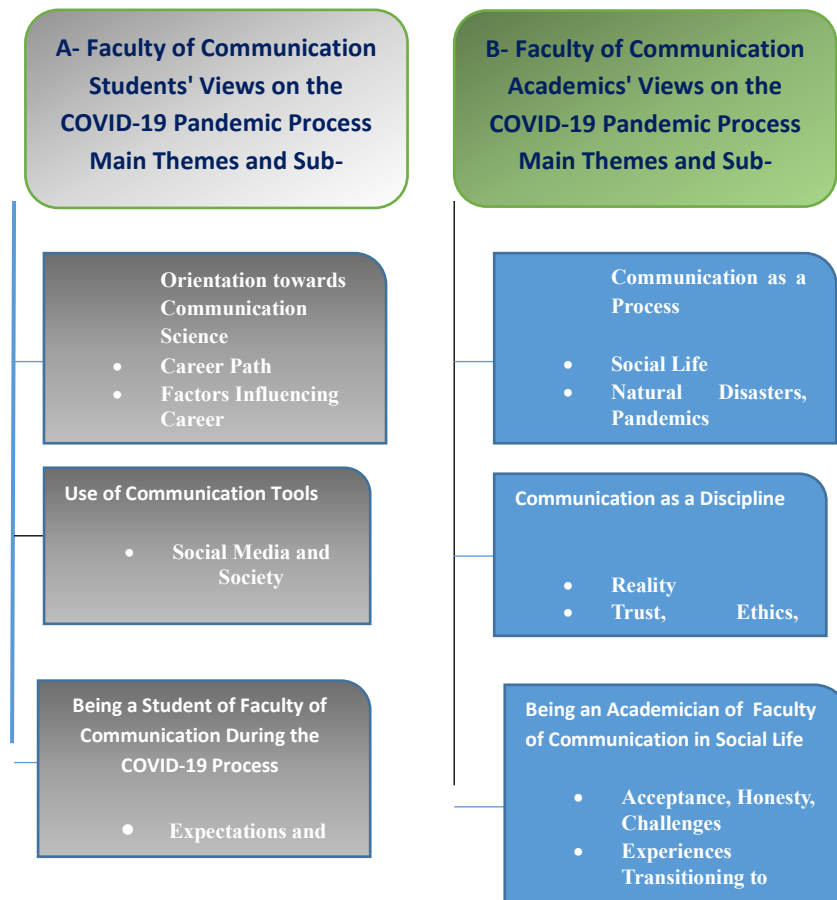 A- Faculty of Communication
Students' Views on the
COVID-19 Pandemic Process
Main Themes and Sub-
Orientation towards
Communication
Science
• Career Path
• Factors Influencing
Career
Use of Communication Tools
• Social Media and
Society
Being a Student of Faculty of
Communication During the
COVID-19 Process
• Expectations and
B- Faculty of Communication
Academics' Views on the
COVID-19 Pandemic Process
Main Themes and Sub-
Communication as a
Process
• Social Life
• Natural Disasters,
Pandemics
Communication as a Discipline
• Reality
• Trust, Ethics,
Being an Academician of Faculty
of Communication in Social Life
• Acceptance, Honesty,
Challenges
• Experiences
Transitioning to